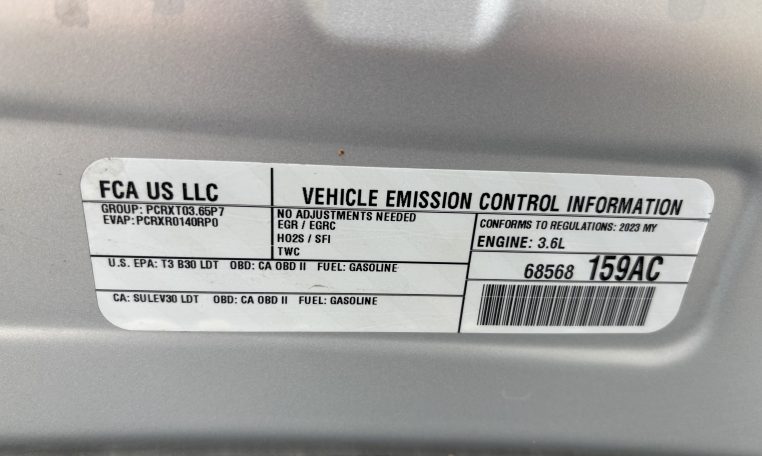 FCA US LLC
VEHICLE EMISSION CONTROL INFORMATION
GROUP: PCRXT03.65P7
EVAP: PCRXR0140RP0
NO ADJUSTMENTS NEEDED
EGR / EGRC
HO2S / SFI
TWC
CONFORMS TO REGULATIONS: 2023 MY
ENGINE: 3.6L
U.S. EPA: T3 B30 LDT OBD: CA OBD II FUEL: GASOLINE
CA: SULEV30 LDT OBD: CA OBD II FUEL: GASOLINE
68568 159AC